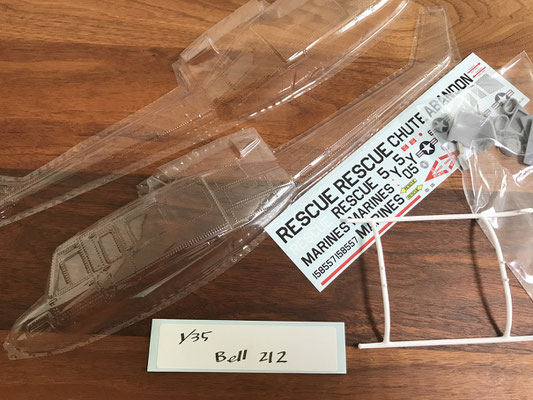 RESCUE RESCUE CHUTE ABANDON
RESCUE 5 5
MARINES MARINES Y Y
158557 158557 MARINES 05
1/35
Bell 212